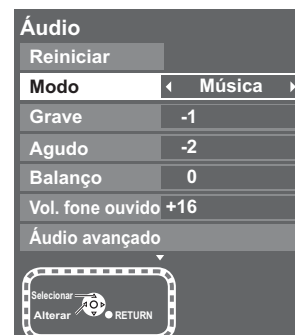 Áudio
Reiniciar
Modo Música
Grave -1
Agudo -2
Balanço 0
Vol. fone ouvido +16
Áudio avançado
Selecionar
Alterar RETURN